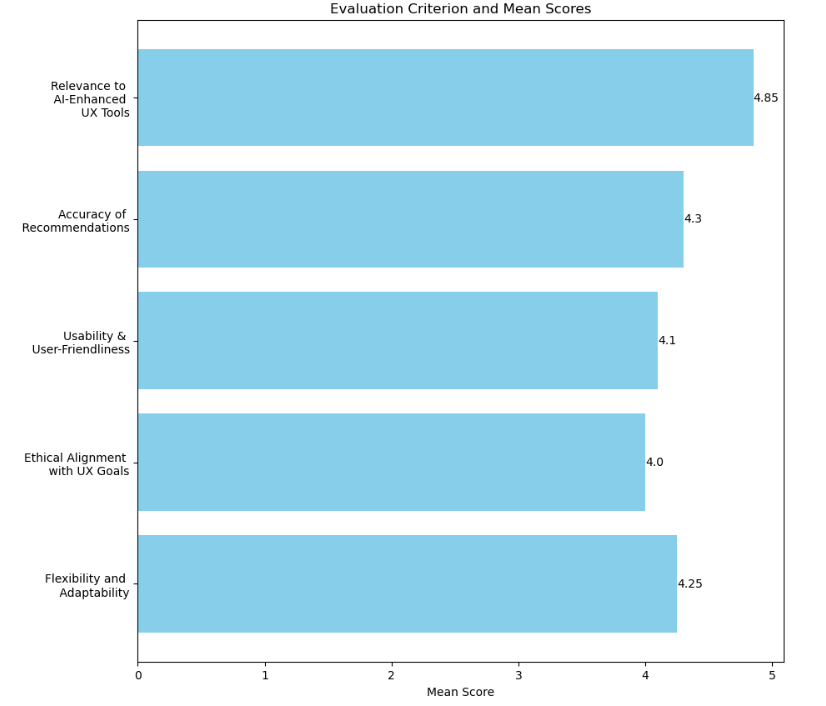 Evaluation Criterion and Mean Scores
Relevance to
AI-Enhanced
UX Tools
4.85
Accuracy of
Recommendations
4.3
Usability &
User-Friendliness
4.1
Ethical Alignment
with UX Goals
4.0
Flexibility and
Adaptability
4.25
0 1 2 3 4 5
Mean Score